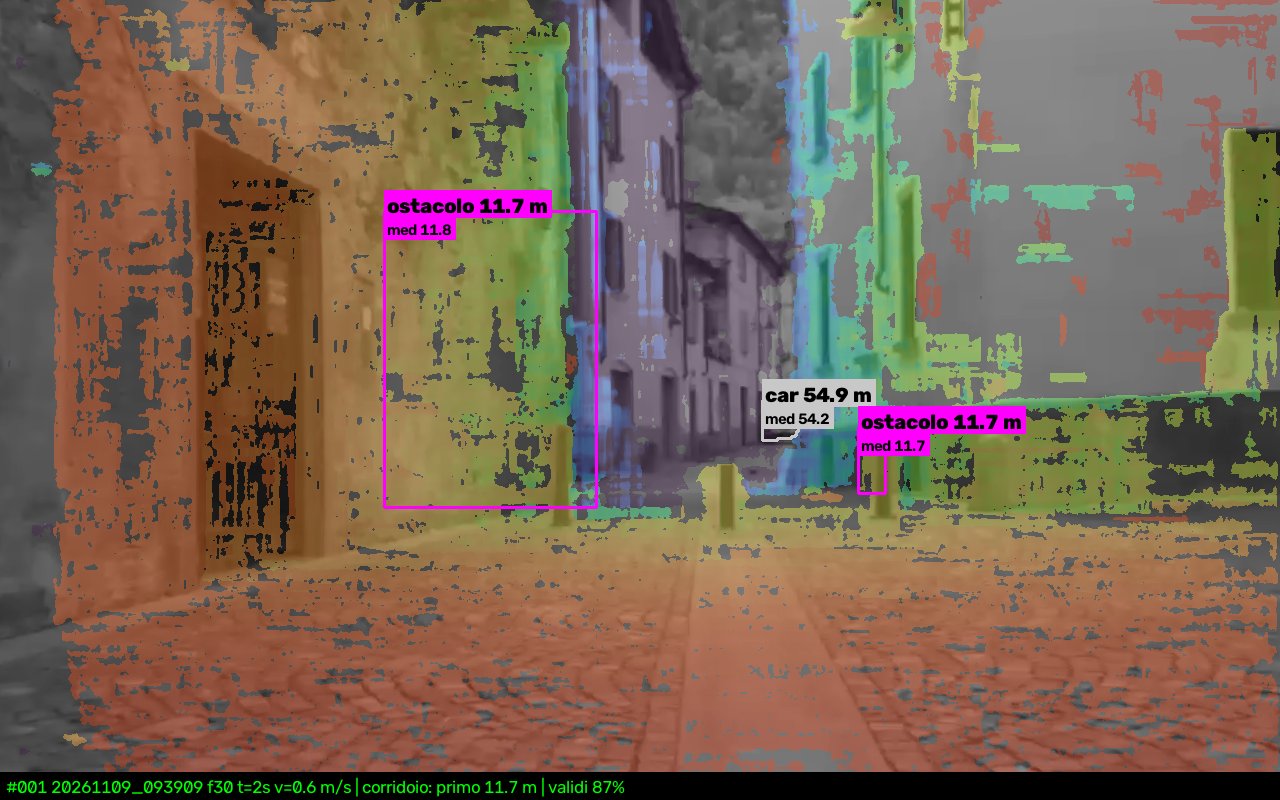 ostacolo 11.7 m
med 11.8
car 54.9 m
med 54.2
ostacolo 11.7 m
med 11.7
#001 20261109_093909 f30 t=2s v=0.6 m/s | corridoio: primo 11.7 m | validi 87%